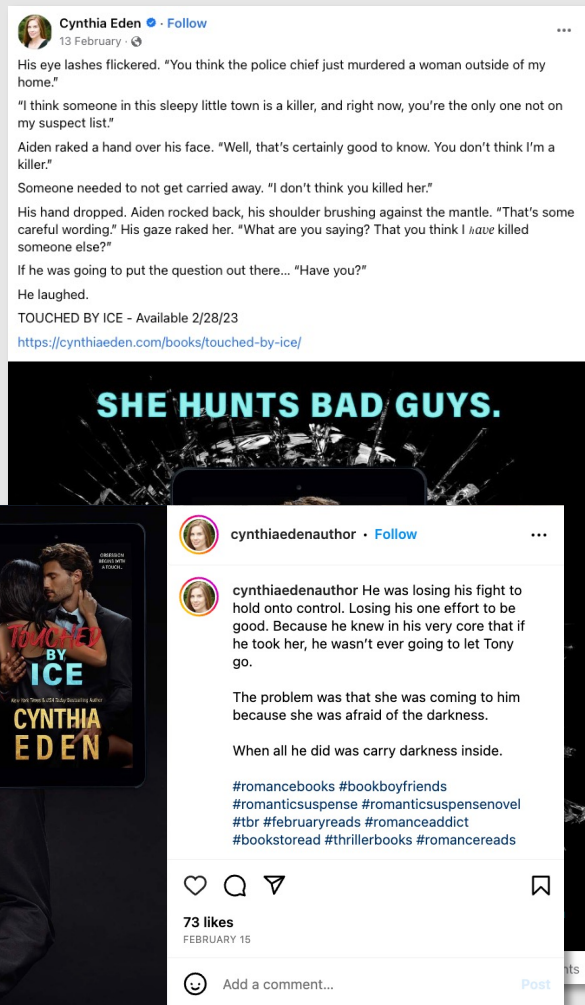 Cynthia Eden · Follow
13 February ·
His eye lashes flickered. “You think the police chief just murdered a woman outside of my
home.”
“I think someone in this sleepy little town is a killer, and right now, you’re the only one not on
my suspect list.”
Aiden raked a hand over his face. “Well, that’s certainly good to know. You don’t think I’m a
killer.”
Someone needed to not get carried away. “I don’t think you killed her.”
His hand dropped. Aiden rocked back, his shoulder brushing against the mantle. “That’s some
careful wording.” His gaze raked her. “What are you saying? That you think I ℎ𝑎𝑣𝑒 killed
someone else?”
If he was going to put the question out there... “Have you?”
He laughed.
TOUCHED BY ICE – Available 2/28/23
https://cynthiaeden.com/books/touched-by-ice/
SHE HUNTS BAD GUYS.
OBSESSION
BEGINS WITH
A TOUCH...
TOUCHED
BY
ICE
New York Times & USA Today Bestselling Author
CYNTHIA
EDEN
cynthiaedenauthor • Follow
cynthiaedenauthor He was losing his fight to
hold onto control. Losing his one effort to be
good. Because he knew in his very core that if
he took her, he wasn’t ever going to let Tony
go.
The problem was that she was coming to him
because she was afraid of the darkness.
When all he did was carry darkness inside.
#romancebooks #bookboyfriends
#romanticsuspense #romanticsuspensenovel
#tbr #februaryreads #romanceaddict
#bookstoread #thrillerbooks #romancereads
73 likes
FEBRUARY 15
Add a comment...
Post